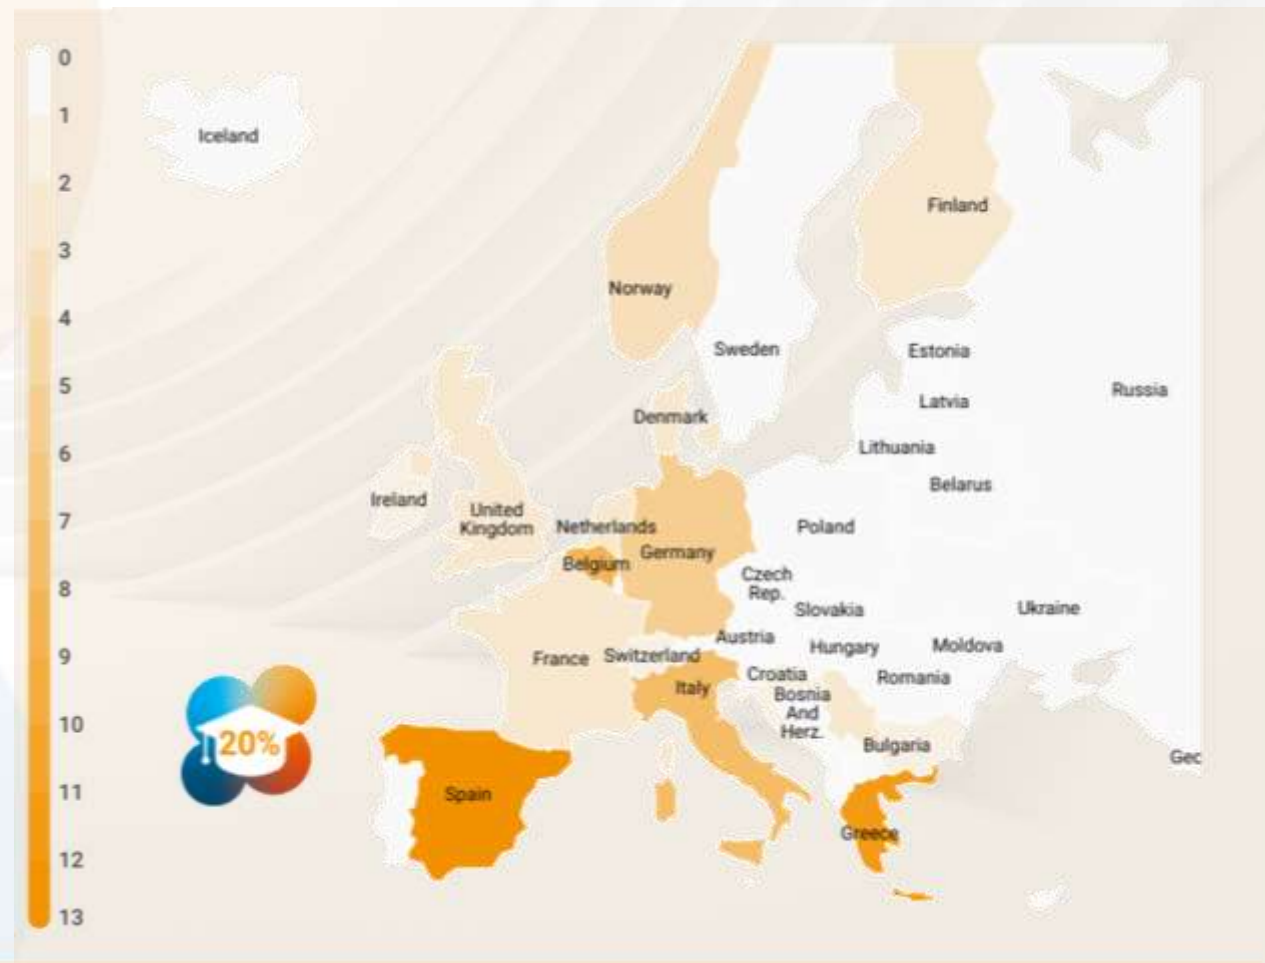 0
1
2
3
4
5
6
7
8
9
10
11
12
13
Iceland
Finland
Norway
Sweden
Estonia
Russia
Latvia
Denmark
Lithuania
Belarus
Ireland
United
Kingdom
Netherlands
Poland
Germany
Belgium
Czech
Rep.
Slovakia
Ukraine
Austria
Hungary
Moldova
France
Switzerland
Croatia
Romania
Italy
Bosnia
And
Herz.
Bulgaria
20%
Gec
Spain
Greece